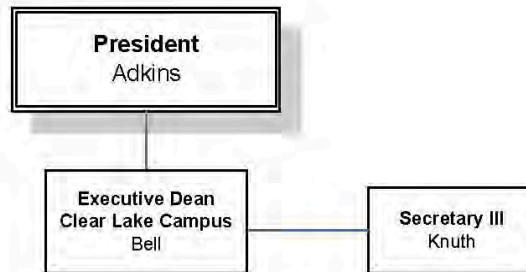 President
Adkins
Executive Dean
Clear Lake Campus
Bell
Secretary III
Knuth